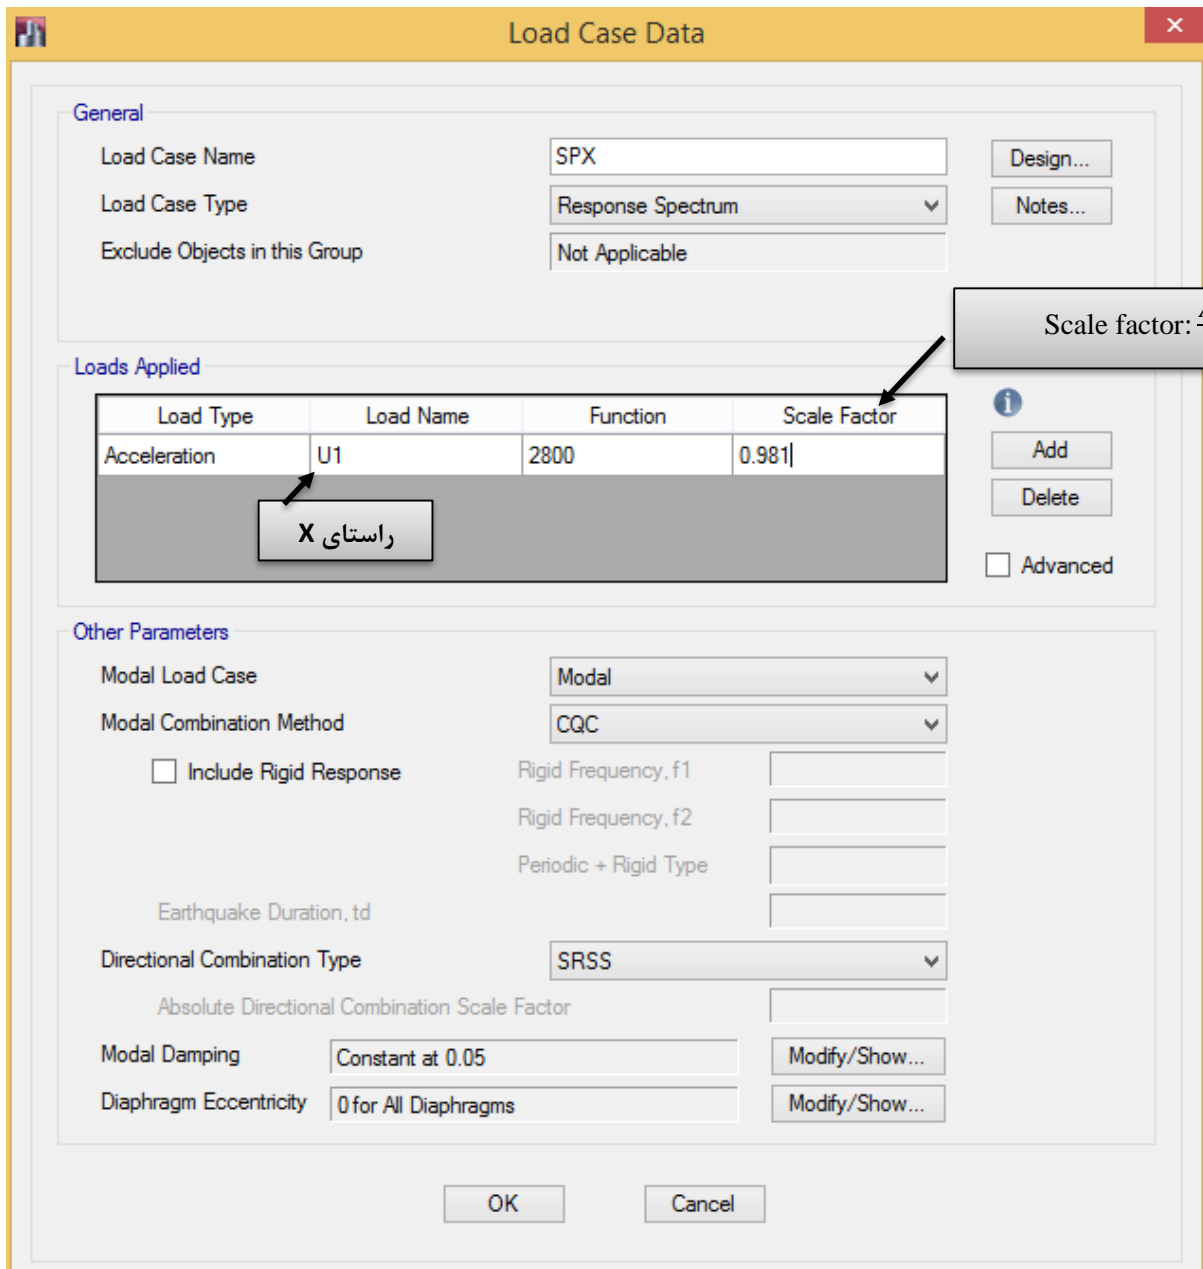 Load Case Data
General
Load Case Name SPX Design...
Load Case Type Response Spectrum Notes...
Exclude Objects in this Group Not Applicable
Scale factor:
Loads Applied
Load Type Load Name Function Scale Factor
Acceleration U1 2800 0.981 Add
Delete
راستای X
Advanced
Other Parameters
Modal Load Case Modal
Modal Combination Method CQC
Include Rigid Response Rigid Frequency, f1
Rigid Frequency, f2
Periodic + Rigid Type
Earthquake Duration, td
Directional Combination Type SRSS
Absolute Directional Combination Scale Factor
Modal Damping Constant at 0.05 Modify/Show...
Diaphragm Eccentricity 0 for All Diaphragms Modify/Show...
OK Cancel